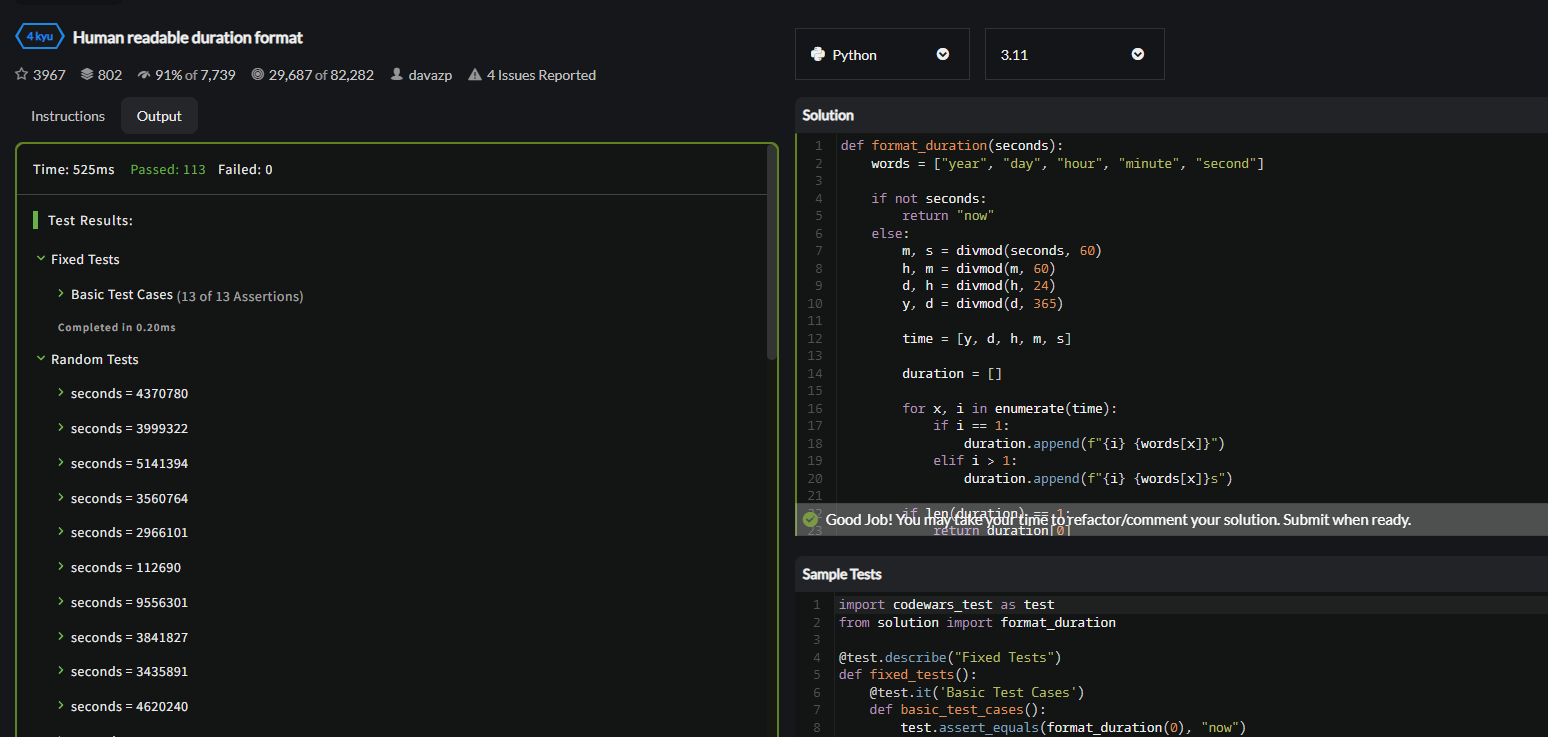 4 kyu Human readable duration format
3967 802 91% of 7,739 29,687 of 82,282 davazp 4 Issues Reported
Instructions Output
Time: 525ms Passed: 113 Failed: 0
Test Results:
Fixed Tests
Basic Test Cases (13 of 13 Assertions)
Completed in 0.20ms
Random Tests
seconds = 4370780
seconds = 3999322
seconds = 5141394
seconds = 3560764
seconds = 2966101
seconds = 112690
seconds = 9556301
seconds = 3841827
seconds = 3435891
seconds = 4620240
Python 3.11
Solution
1 def format_duration(seconds):
2     words = ["year", "day", "hour", "minute", "second"]
3
4     if not seconds:
5         return "now"
6     else:
7         m, s = divmod(seconds, 60)
8         h, m = divmod(m, 60)
9         d, h = divmod(h, 24)
10         y, d = divmod(d, 365)
11
12         time = [y, d, h, m, s]
13
14         duration = []
15
16         for x, i in enumerate(time):
17             if i == 1:
18                 duration.append(f"{i} {words[x]}")
19             elif i > 1:
20                 duration.append(f"{i} {words[x]}s")
21
22         if len(duration) == 1:
Good Job! You may take your time to refactor/comment your solution. Submit when ready.
23             return duration[0]
Sample Tests
1 import codewars_test as test
2 from solution import format_duration
3
4 @test.describe("Fixed Tests")
5 def fixed_tests():
6     @test.it('Basic Test Cases')
7     def basic_test_cases():
8         test.assert_equals(format_duration(0), "now")